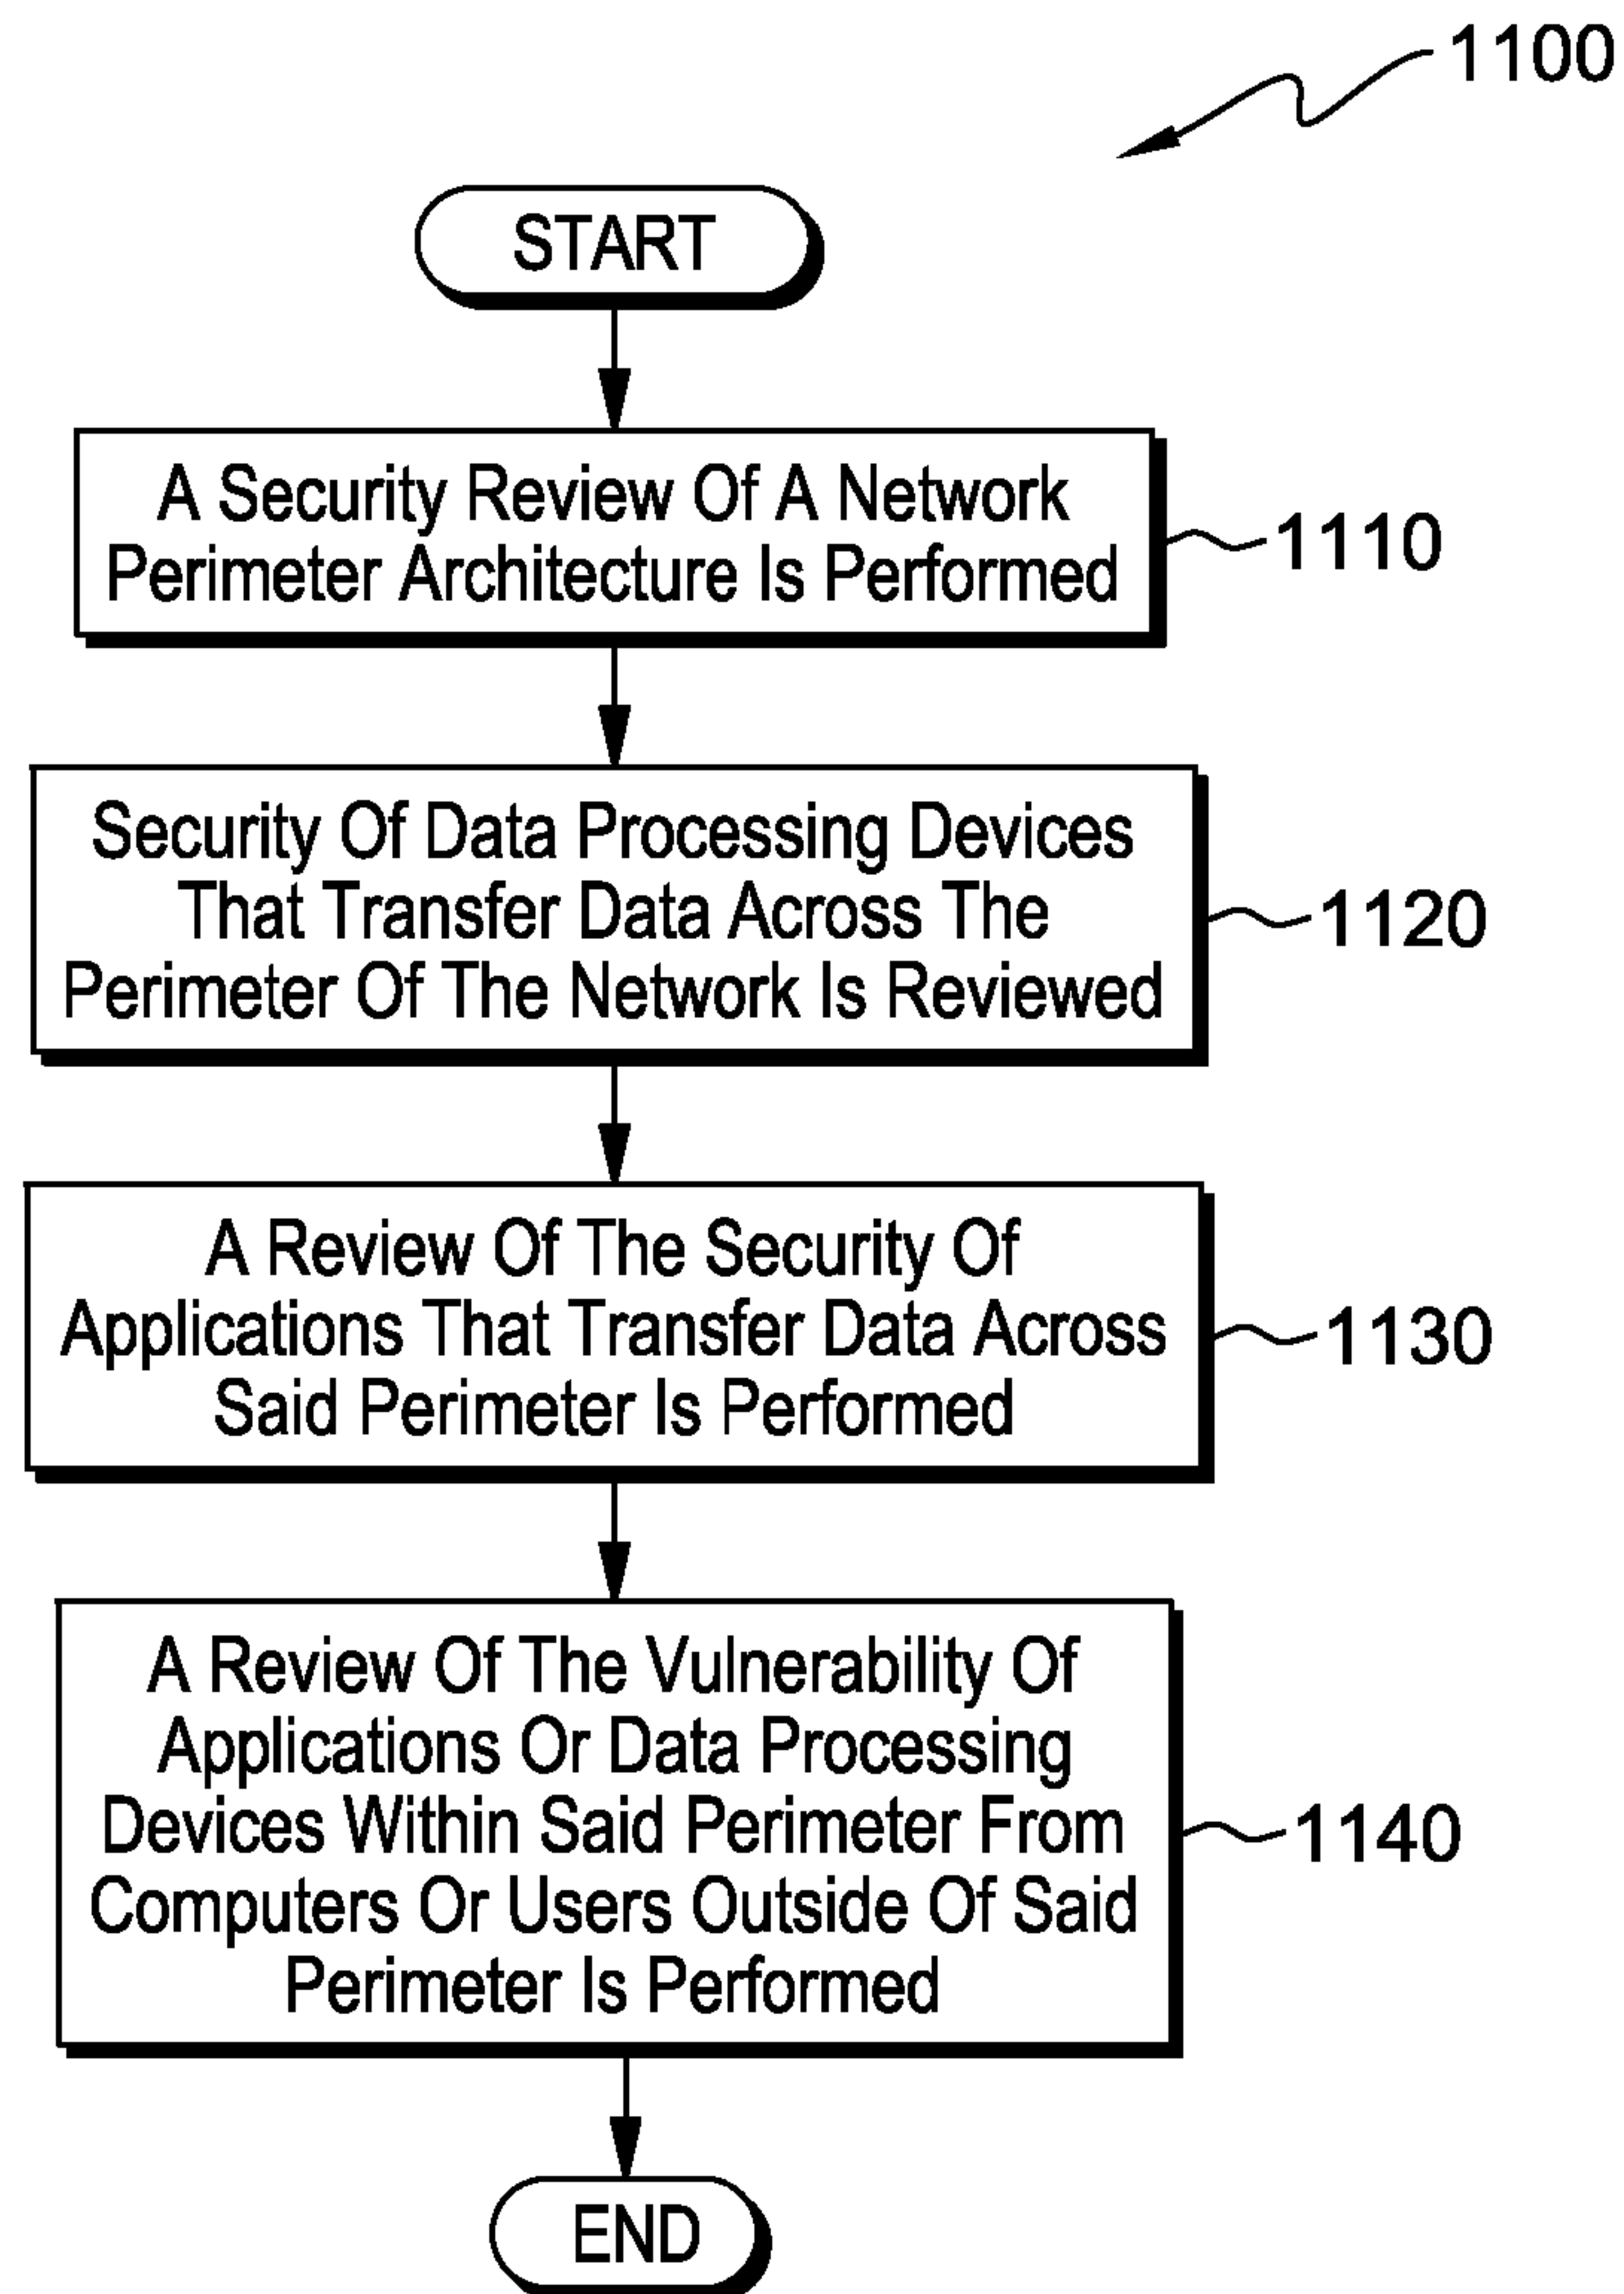 1100
START
A Security Review Of A Network
Perimeter Architecture Is Performed
1110
Security Of Data Processing Devices
That Transfer Data Across The
Perimeter Of The Network Is Reviewed
1120
A Review Of The Security Of
Applications That Transfer Data Across
Said Perimeter Is Performed
1130
A Review Of The Vulnerability Of
Applications Or Data Processing
Devices Within Said Perimeter From
Computers Or Users Outside Of Said
Perimeter Is Performed
1140
END